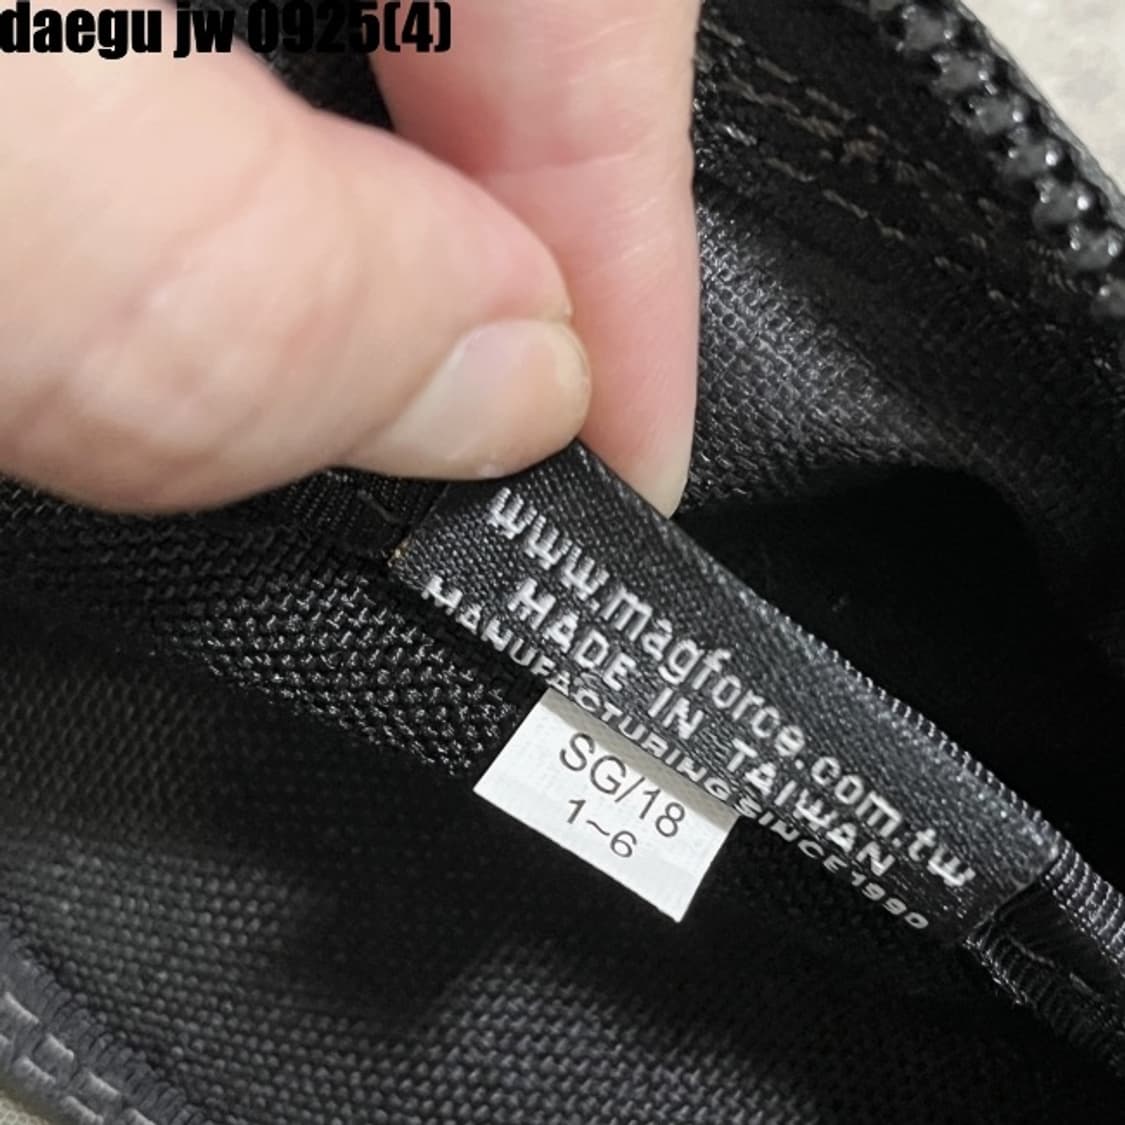 daegu jw 0925(4)
www.magforce.com.tw
MADE IN TAIWAN
MANUFACTURING SINCE 1990
SG/18
1~6